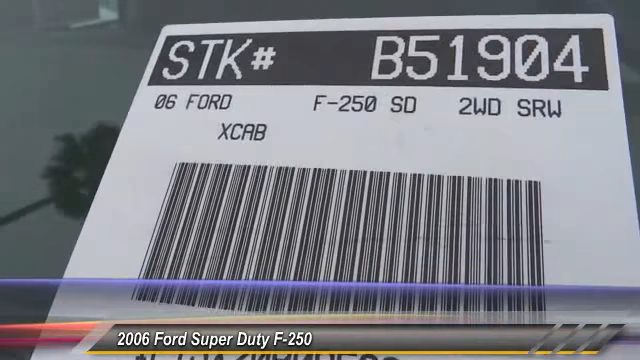 STK# B51904
06 FORD F-250 SD 2WD SRW
XCAB
2006 Ford Super Duty F-250